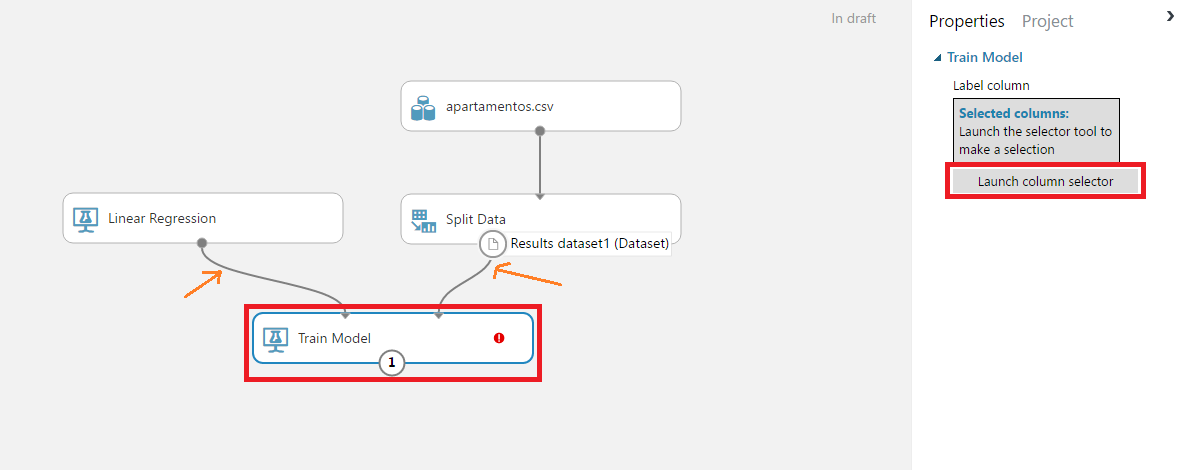 In draft
Properties Project
Train Model
Label column
Selected columns:
Launch the selector tool to
make a selection
Launch column selector
apartamentos.csv
Linear Regression
Split Data
Results dataset1 (Dataset)
Train Model
1